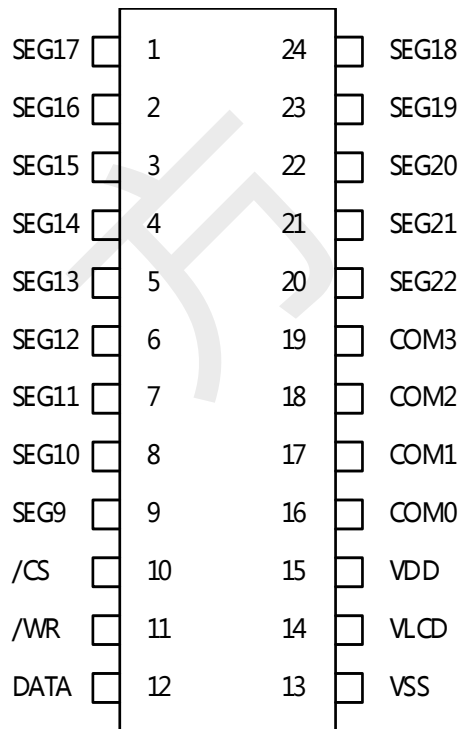 SEG17 1 24 SEG18
SEG16 2 23 SEG19
SEG15 3 22 SEG20
SEG14 4 21 SEG21
SEG13 5 20 SEG22
SEG12 6 19 COM3
SEG11 7 18 COM2
SEG10 8 17 COM1
SEG9 9 16 COM0
/CS 10 15 VDD
/WR 11 14 VLCD
DATA 12 13 VSS
方